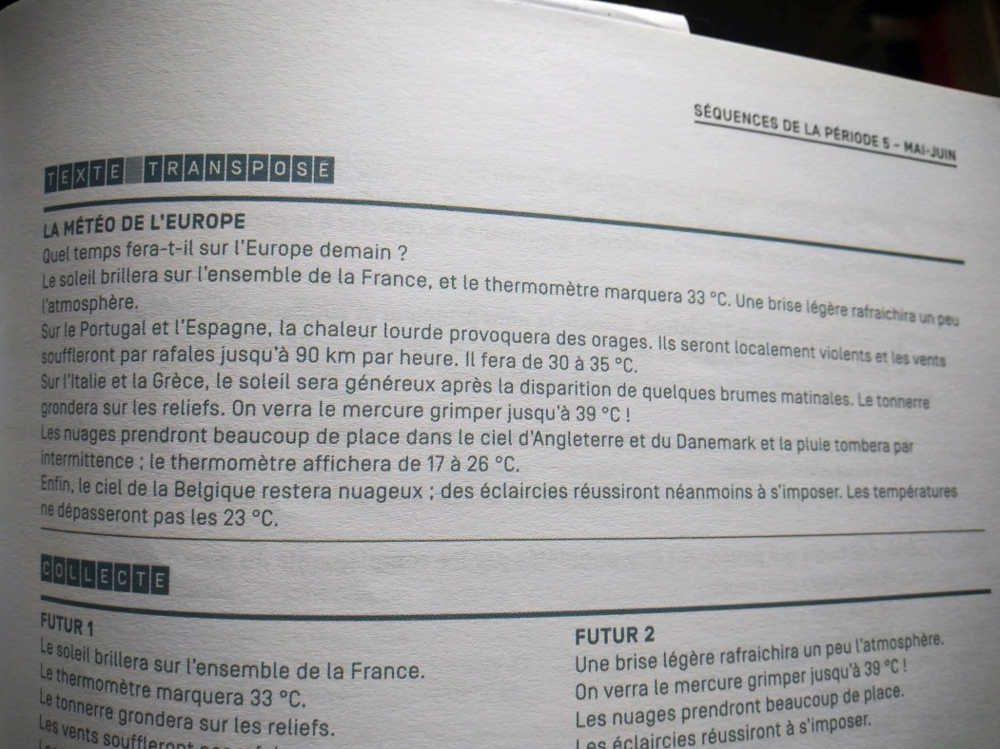 SÉQUENCES DE LA PÉRIODE 5 – MAI-JUIN
TEXTE TRANSPOSÉ
LA MÉTÉO DE L'EUROPE
Quel temps fera-t-il sur l'Europe demain ?
Le soleil brillera sur l'ensemble de la France, et le thermomètre marquera 33 °C. Une brise légère rafraichira un peu
l'atmosphère.
Sur le Portugal et l'Espagne, la chaleur lourde provoquera des orages. Ils seront localement violents et les vents
souffleront par rafales jusqu'à 90 km par heure. Il fera de 30 à 35 °C.
Sur l'Italie et la Grèce, le soleil sera généreux après la disparition de quelques brumes matinales. Le tonnerre
grondera sur les reliefs. On verra le mercure grimper jusqu'à 39 °C !
Les nuages prendront beaucoup de place dans le ciel d'Angleterre et du Danemark et la pluie tombera par
intermittence ; le thermomètre affichera de 17 à 26 °C.
Enfin, le ciel de la Belgique restera nuageux ; des éclaircies réussiront néanmoins à s'imposer. Les températures
ne dépasseront pas les 23 °C.
COLLECTE
FUTUR 1
Le soleil brillera sur l'ensemble de la France.
Le thermomètre marquera 33 °C.
Le tonnerre grondera sur les reliefs.
Les vents souffleront
FUTUR 2
Une brise légère rafraichira un peu l'atmosphère.
On verra le mercure grimper jusqu'à 39 °C !
Les nuages prendront beaucoup de place.
Les éclaircies réussiront à s'imposer.